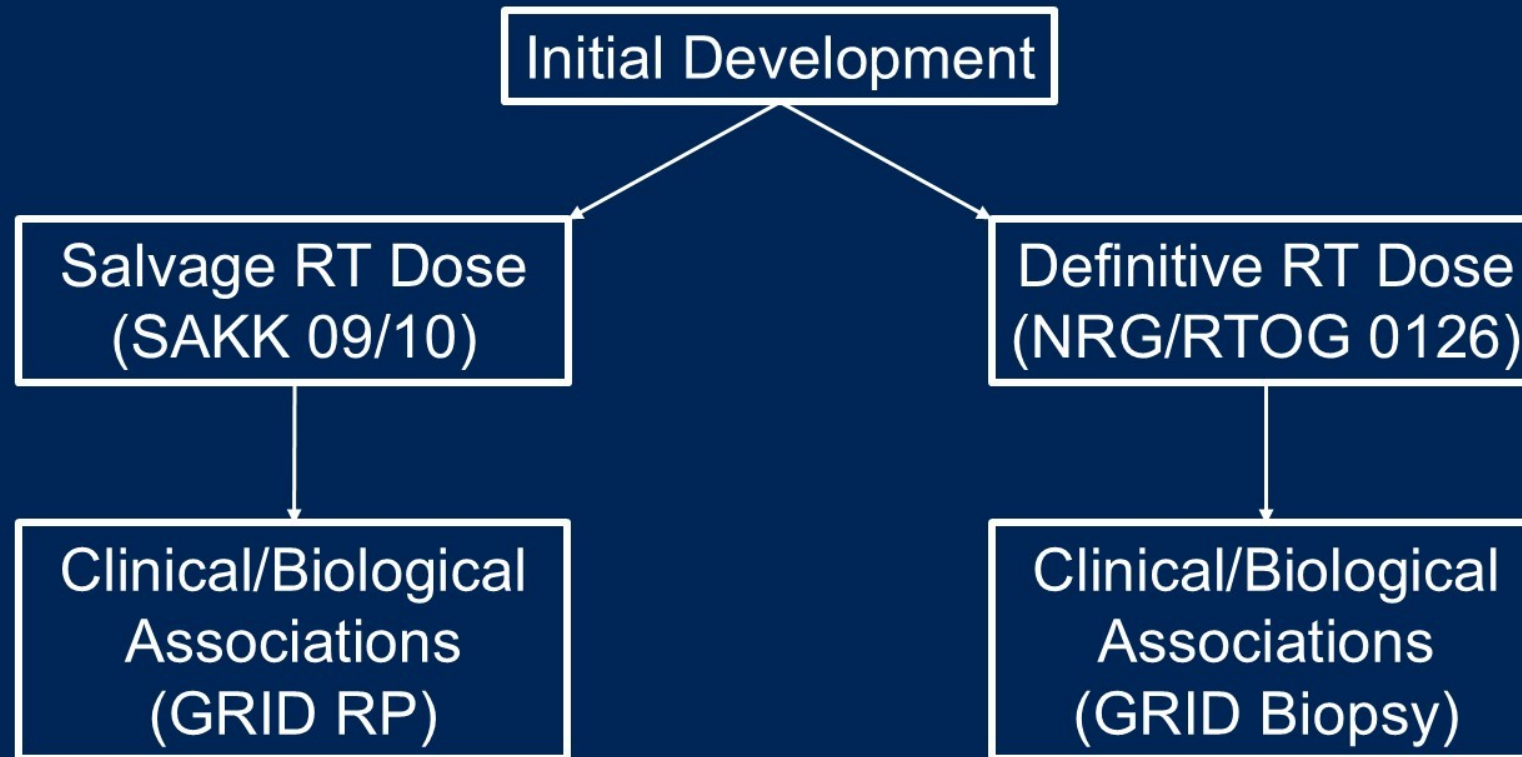 Initial Development
Salvage RT Dose
(SAKK 09/10)
Definitive RT Dose
(NRG/RTOG 0126)
Clinical/Biological
Associations
(GRID RP)
Clinical/Biological
Associations
(GRID Biopsy)